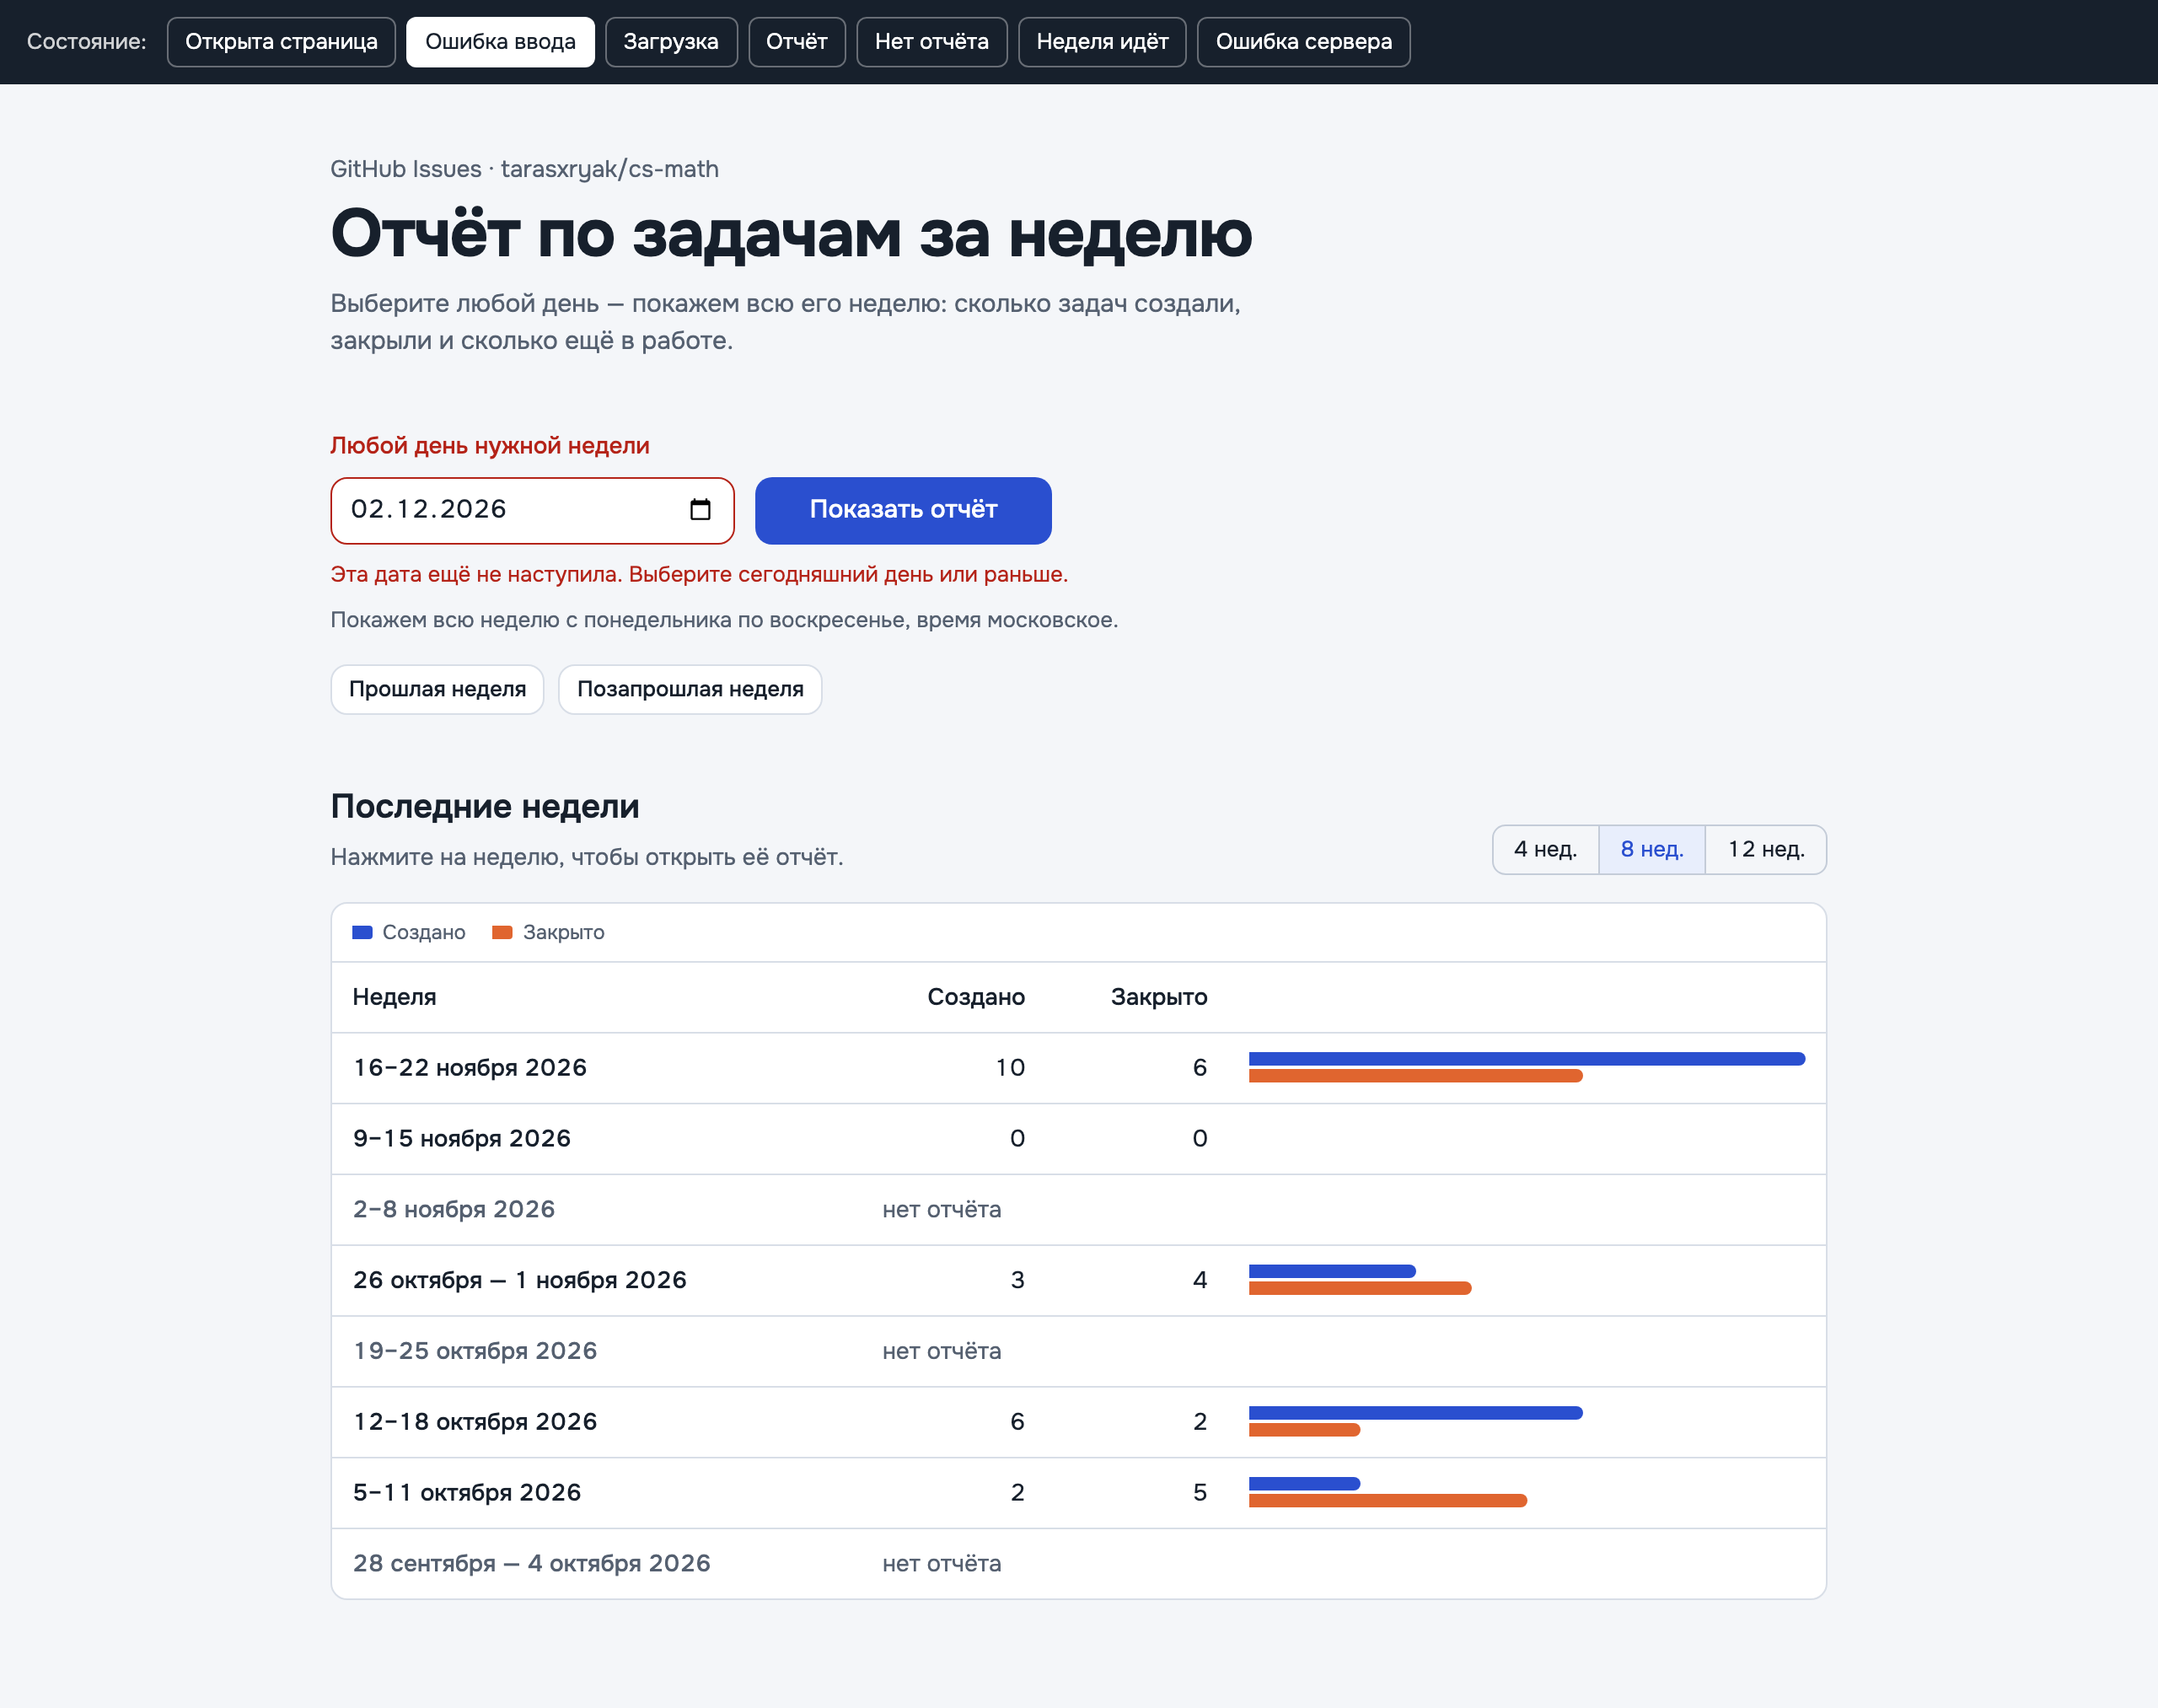 Состояние: Открыта страница Ошибка ввода Загрузка Отчёт Нет отчёта Неделя идёт Ошибка сервера
GitHub Issues · tarasxryak/cs-math
Отчёт по задачам за неделю
Выберите любой день — покажем всю его неделю: сколько задач создали,
закрыли и сколько ещё в работе.
Любой день нужной недели
02.12.2026 Показать отчёт
Эта дата ещё не наступила. Выберите сегодняшний день или раньше.
Покажем всю неделю с понедельника по воскресенье, время московское.
Прошлая неделя Позапрошлая неделя
Последние недели
Нажмите на неделю, чтобы открыть её отчёт.
4 нед. 8 нед. 12 нед.
Создано Закрыто
Неделя Создано Закрыто
16–22 ноября 2026 10 6
9–15 ноября 2026 0 0
2–8 ноября 2026 нет отчёта
26 октября — 1 ноября 2026 3 4
19–25 октября 2026 нет отчёта
12–18 октября 2026 6 2
5–11 октября 2026 2 5
28 сентября — 4 октября 2026 нет отчёта